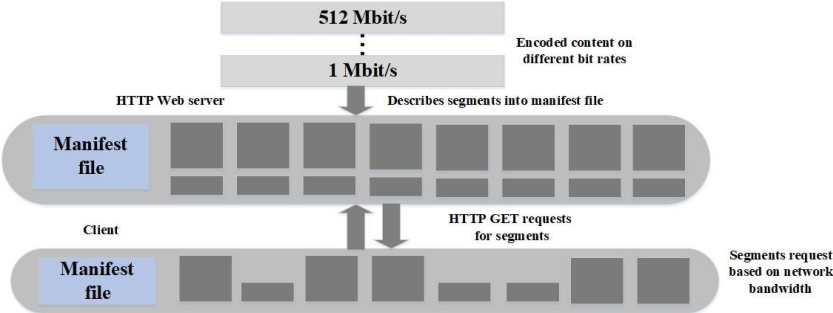 512 Mbit/s
Encoded content on
different bit rates
1 Mbit/s
HTTP Web server
Describes segments into manifest file
Manifest
file
HTTP GET requests
for segments
Client
Segments request
based on network
bandwidth
Manifest
file